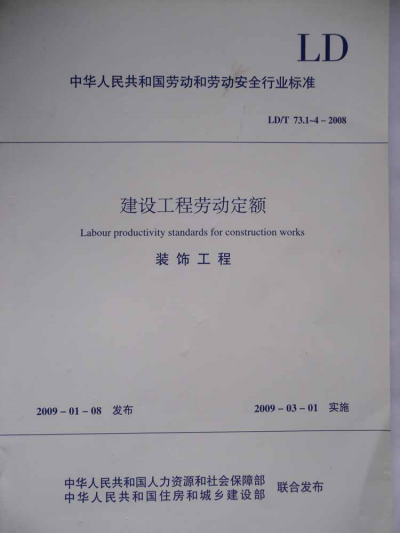 LD
中华人民共和国劳动和劳动安全行业标准
LD/T 73.1~4－2008
建设工程劳动定额
Labour productivity standards for construction works
装饰工程
2009－01－08 发布
2009－03－01 实施
中华人民共和国人力资源和社会保障部
中华人民共和国住房和城乡建设部
联合发布